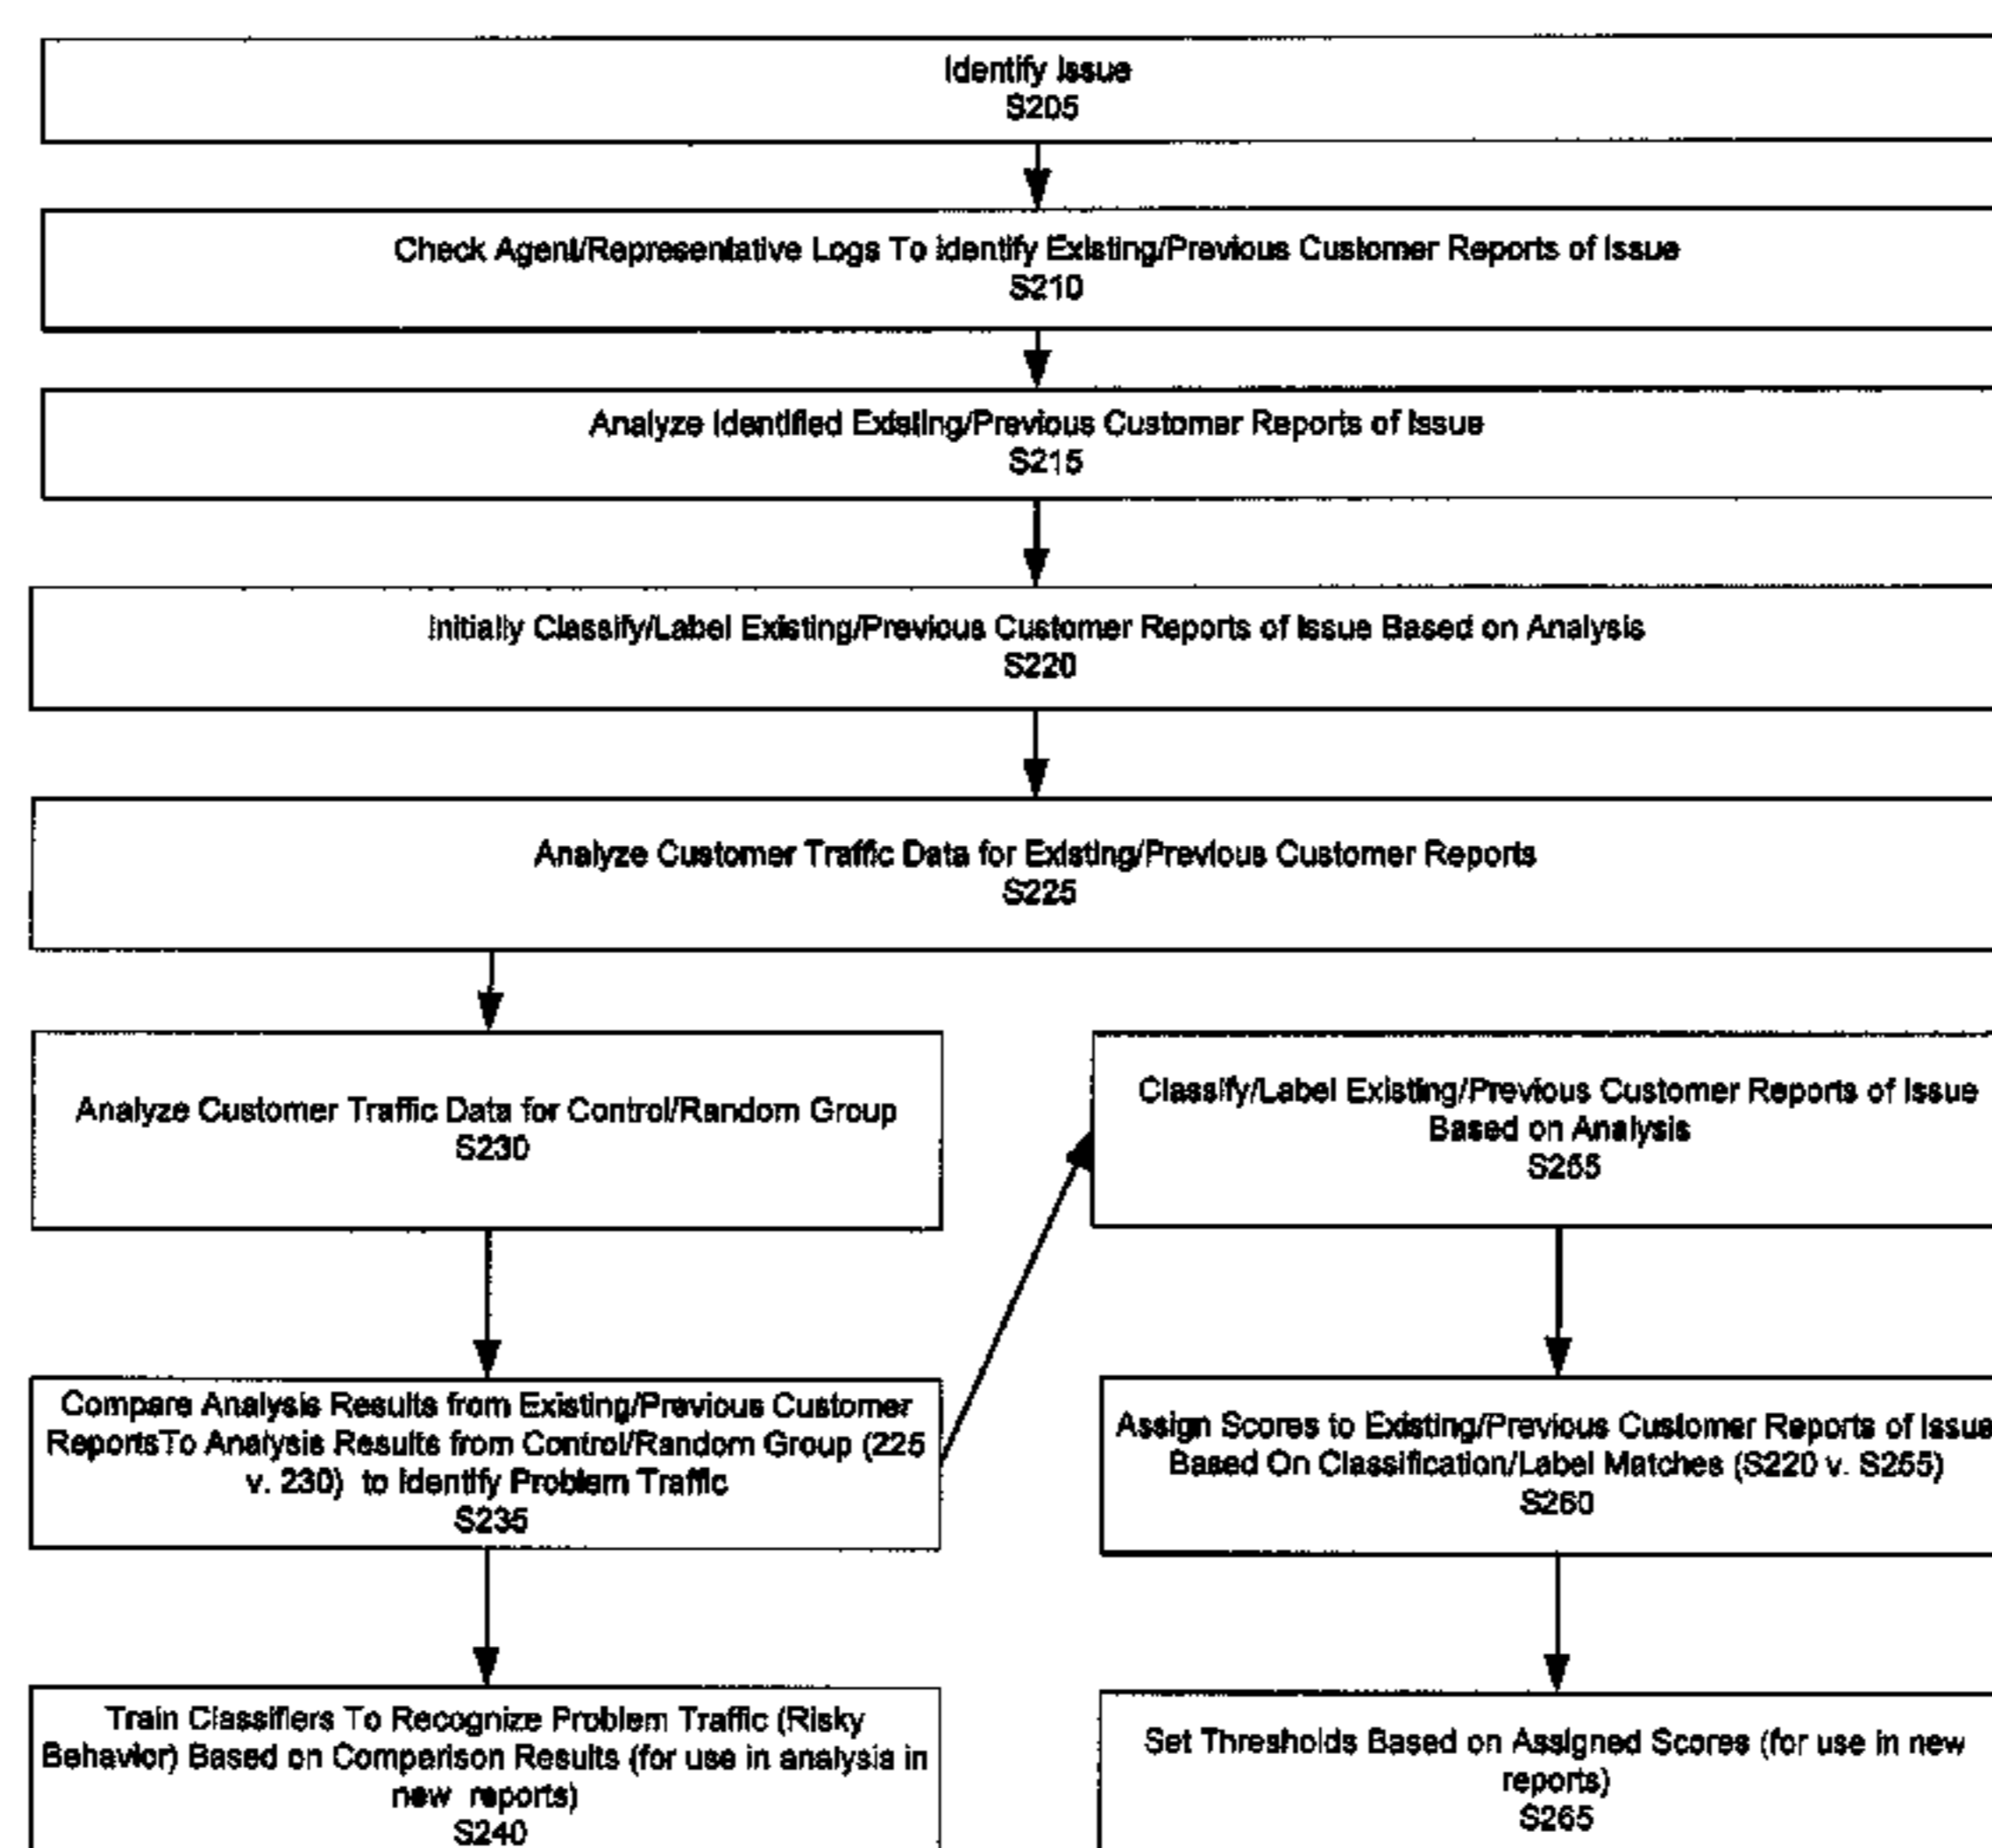 Identify Issue
S205
Check Agent/Representative Logs To Identify Existing/Previous Customer Reports of Issue
S210
Analyze Identified Existing/Previous Customer Reports of Issue
S215
Initially Classify/Label Existing/Previous Customer Reports of Issue Based on Analysis
S220
Analyze Customer Traffic Data for Existing/Previous Customer Reports
S225
Analyze Customer Traffic Data for Control/Random Group
S230
Compare Analysis Results from Existing/Previous Customer
ReportsTo Analysis Results from Control/Random Group (225
v. 230) to Identify Problem Traffic
S235
Train Classifiers To Recognize Problem Traffic (Risky
Behavior) Based on Comparison Results (for use in analysis in
new reports)
S240
Classify/Label Existing/Previous Customer Reports of Issue
Based on Analysis
S255
Assign Scores to Existing/Previous Customer Reports of Issue
Based On Classification/Label Matches (S220 v. S255)
S260
Set Thresholds Based on Assigned Scores (for use in new
reports)
S265